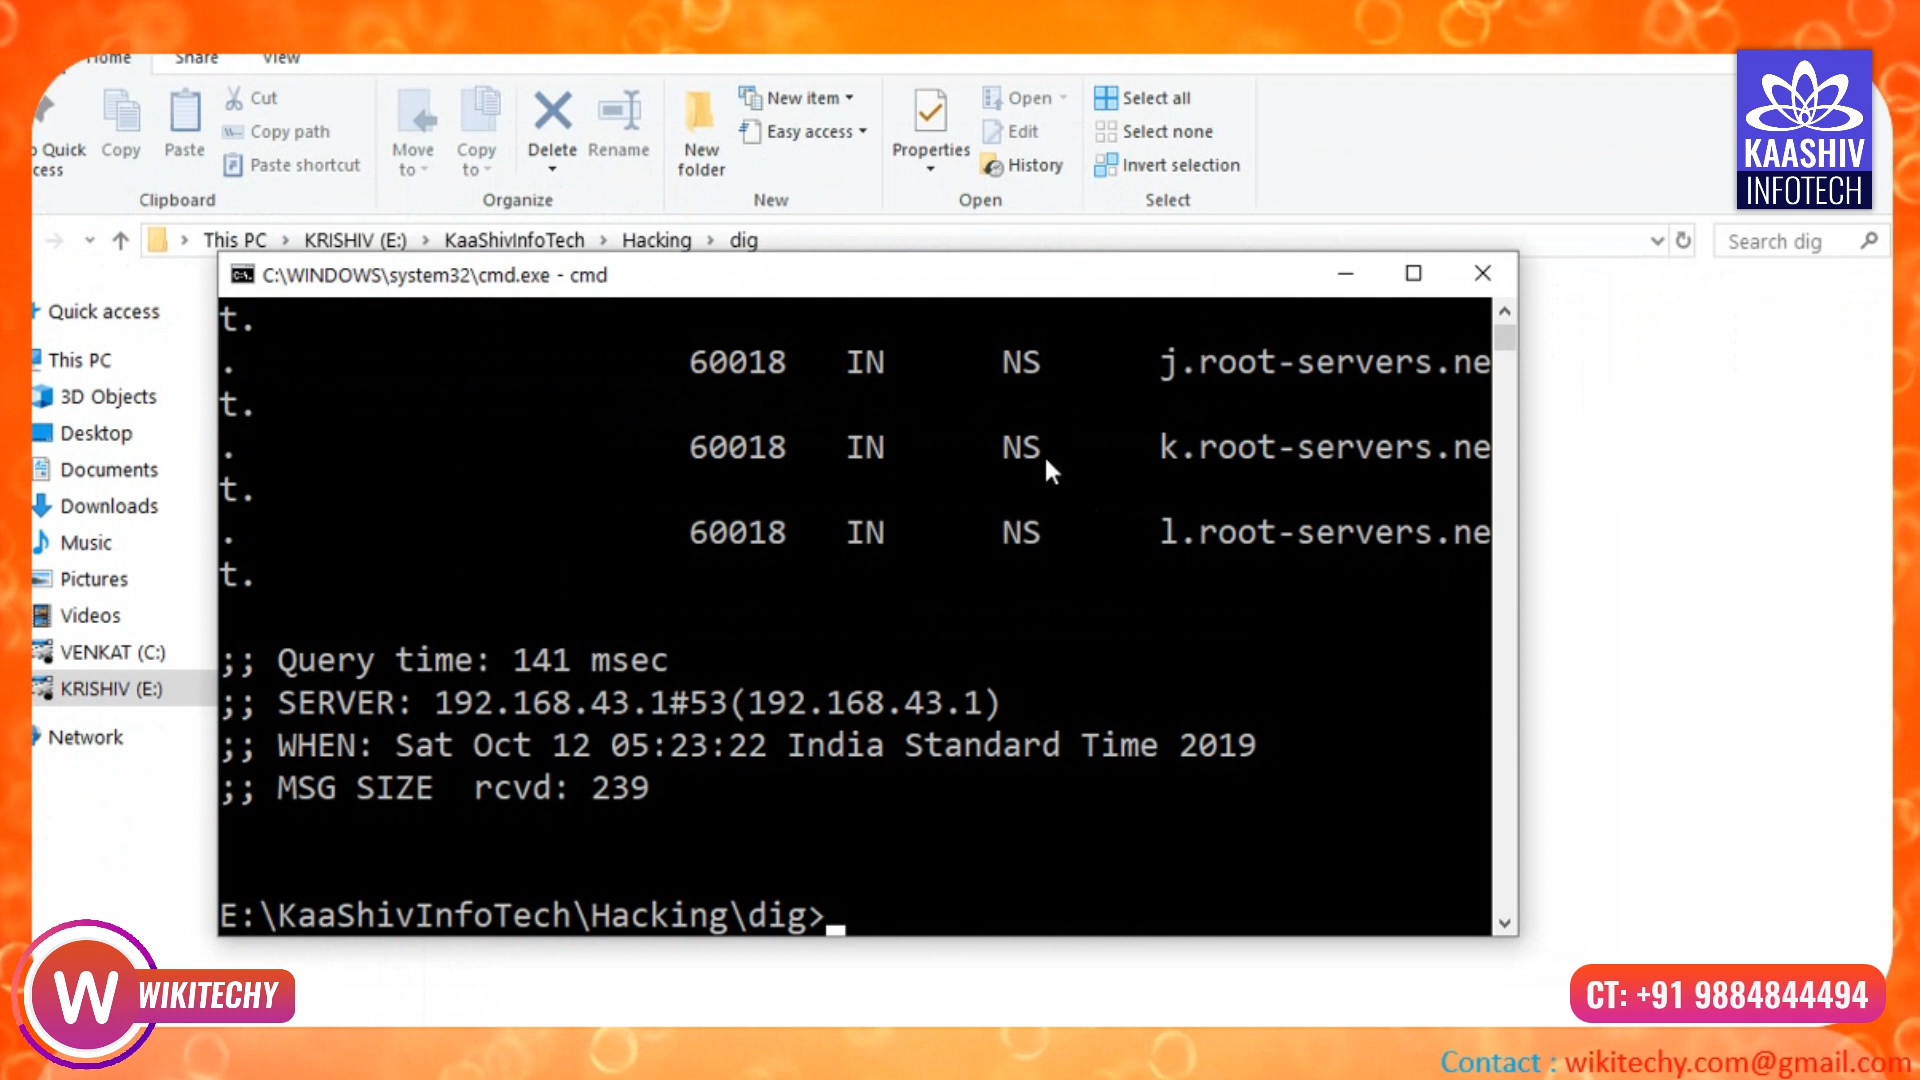 Home Share View
Cut
Copy path
Paste shortcut
Quick
cess
Copy
Paste
Clipboard
Move
to
Copy
to
Delete
Rename
Organize
New
folder
New item
Easy access
New
Properties
Open
Edit
History
Open
Select all
Select none
Invert selection
Select
KAASHIV
INFOTECH
This PC > KRISHIV (E:) > KaaShivInfoTech > Hacking > dig
Search dig
Quick access
This PC
3D Objects
Desktop
Documents
Downloads
Music
Pictures
Videos
VENKAT (C:)
KRISHIV (E:)
Network
C:\WINDOWS\system32\cmd.exe - cmd
t.
. 60018 IN NS j.root-servers.ne
t.
. 60018 IN NS k.root-servers.ne
t.
. 60018 IN NS l.root-servers.ne
t.
;; Query time: 141 msec
;; SERVER: 192.168.43.1#53(192.168.43.1)
;; WHEN: Sat Oct 12 05:23:22 India Standard Time 2019
;; MSG SIZE rcvd: 239
E:\KaaShivInfoTech\Hacking\dig>
W WIKITECHY
CT: +91 9884844494
Contact : wikitechy.com@gmail.com